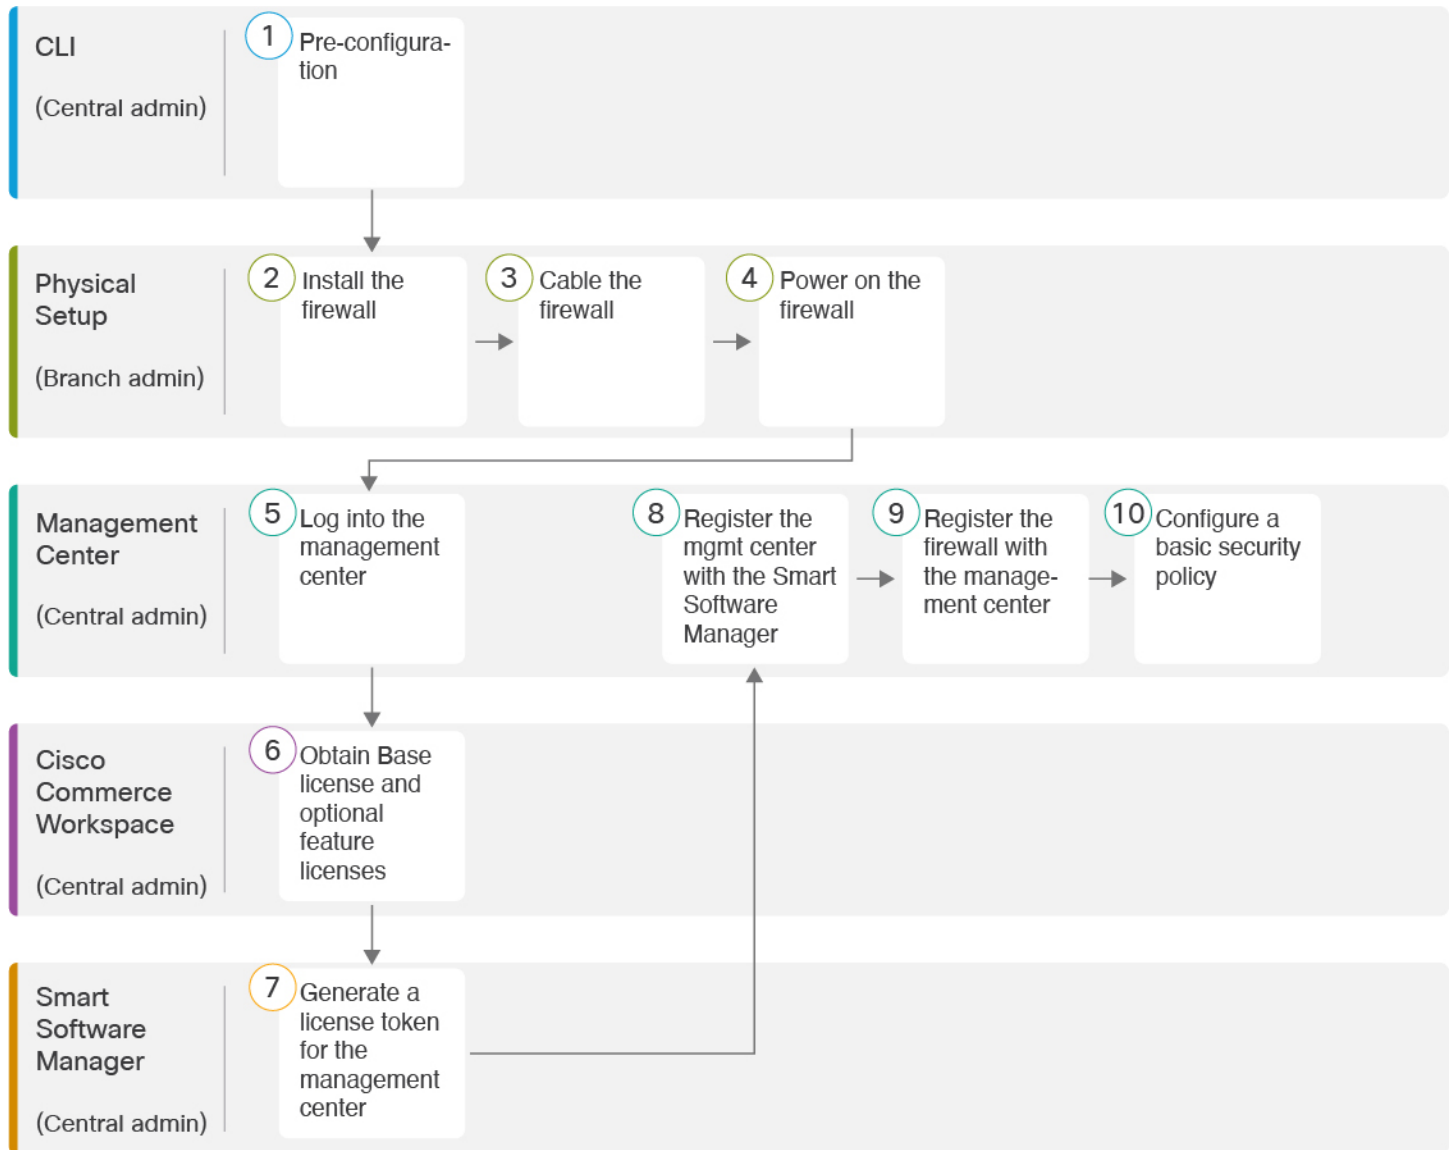 CLI
(Central admin)
1
Pre-configura-
tion
Physical
Setup
(Branch admin)
2
Install the
firewall
3
Cable the
firewall
4
Power on the
firewall
Management
Center
(Central admin)
5
Log into the
management
center
8
Register the
mgmt center
with the Smart
Software
Manager
9
Register the
firewall with
the manage-
ment center
10
Configure a
basic security
policy
Cisco
Commerce
Workspace
(Central admin)
6
Obtain Base
license and
optional
feature
licenses
Smart
Software
Manager
(Central admin)
7
Generate a
license token
for the
management
center